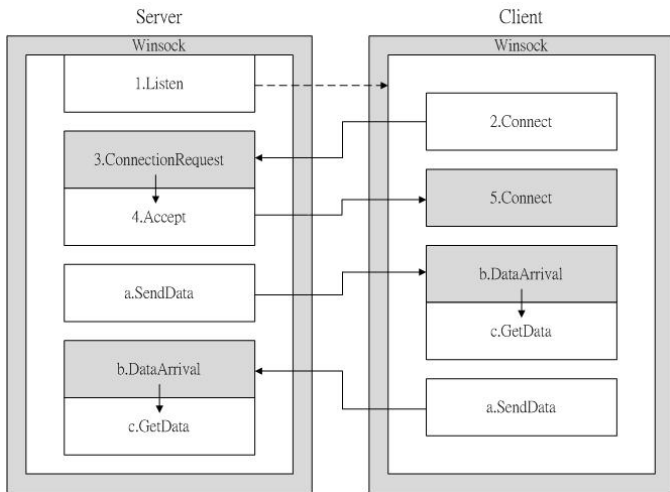 Server
Winsock
1.Listen
3.ConnectionRequest
4.Accept
a.SendData
b.DataArrival
c.GetData
Client
Winsock
2.Connect
5.Connect
b.DataArrival
c.GetData
a.SendData